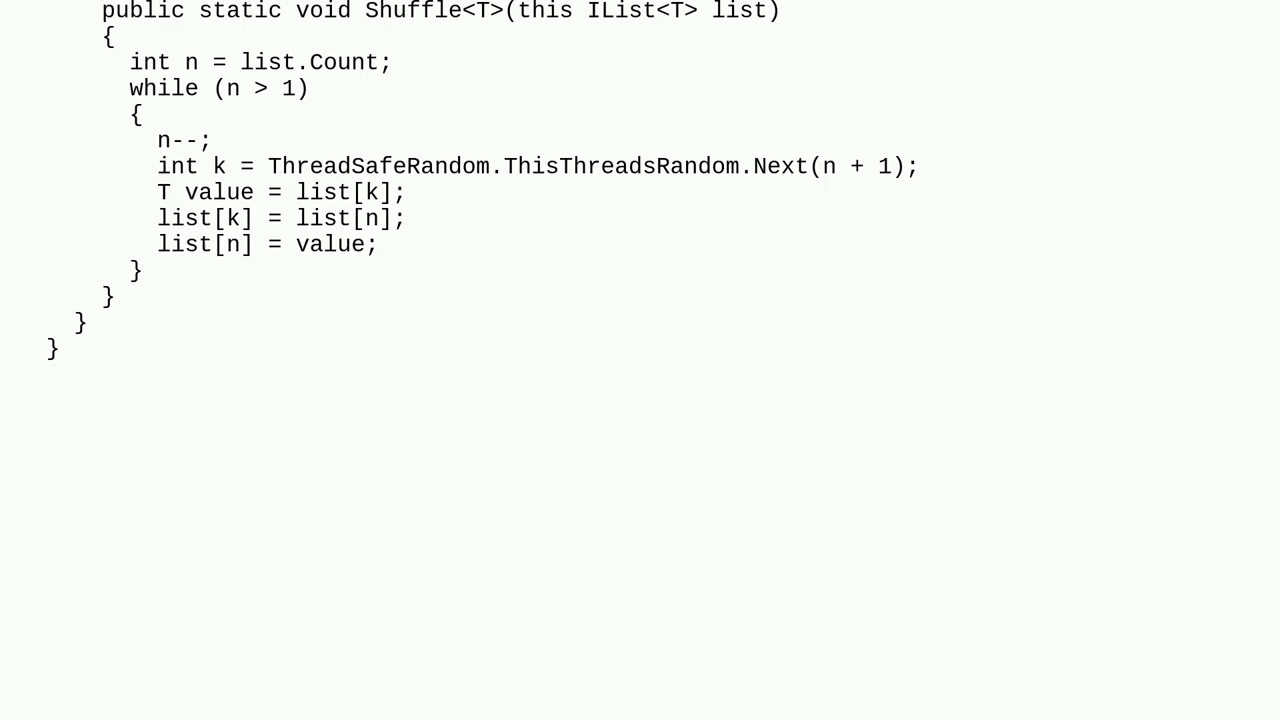 public static void Shuffle<T>(this IList<T> list)
{
int n = list.Count;
while (n > 1)
{
n--;
int k = ThreadSafeRandom.ThisThreadsRandom.Next(n + 1);
T value = list[k];
list[k] = list[n];
list[n] = value;
}
}
}
}